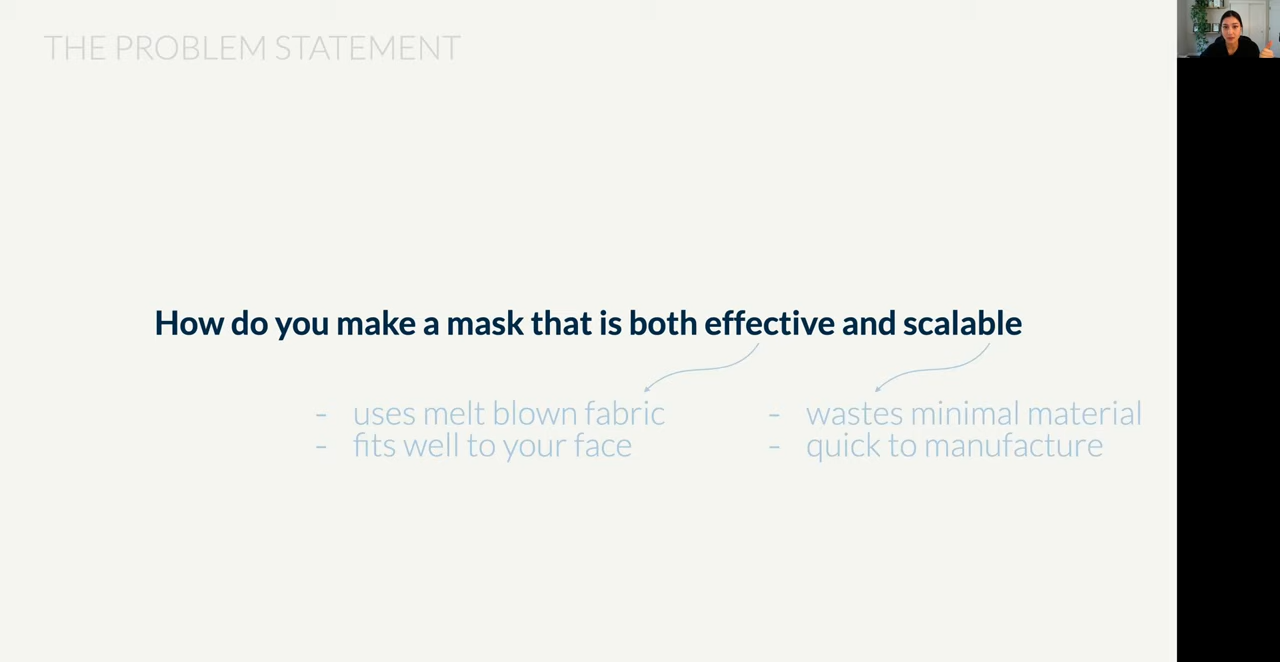 THE PROBLEM STATEMENT
How do you make a mask that is both effective and scalable
- uses melt blown fabric
- fits well to your face
- wastes minimal material
- quick to manufacture